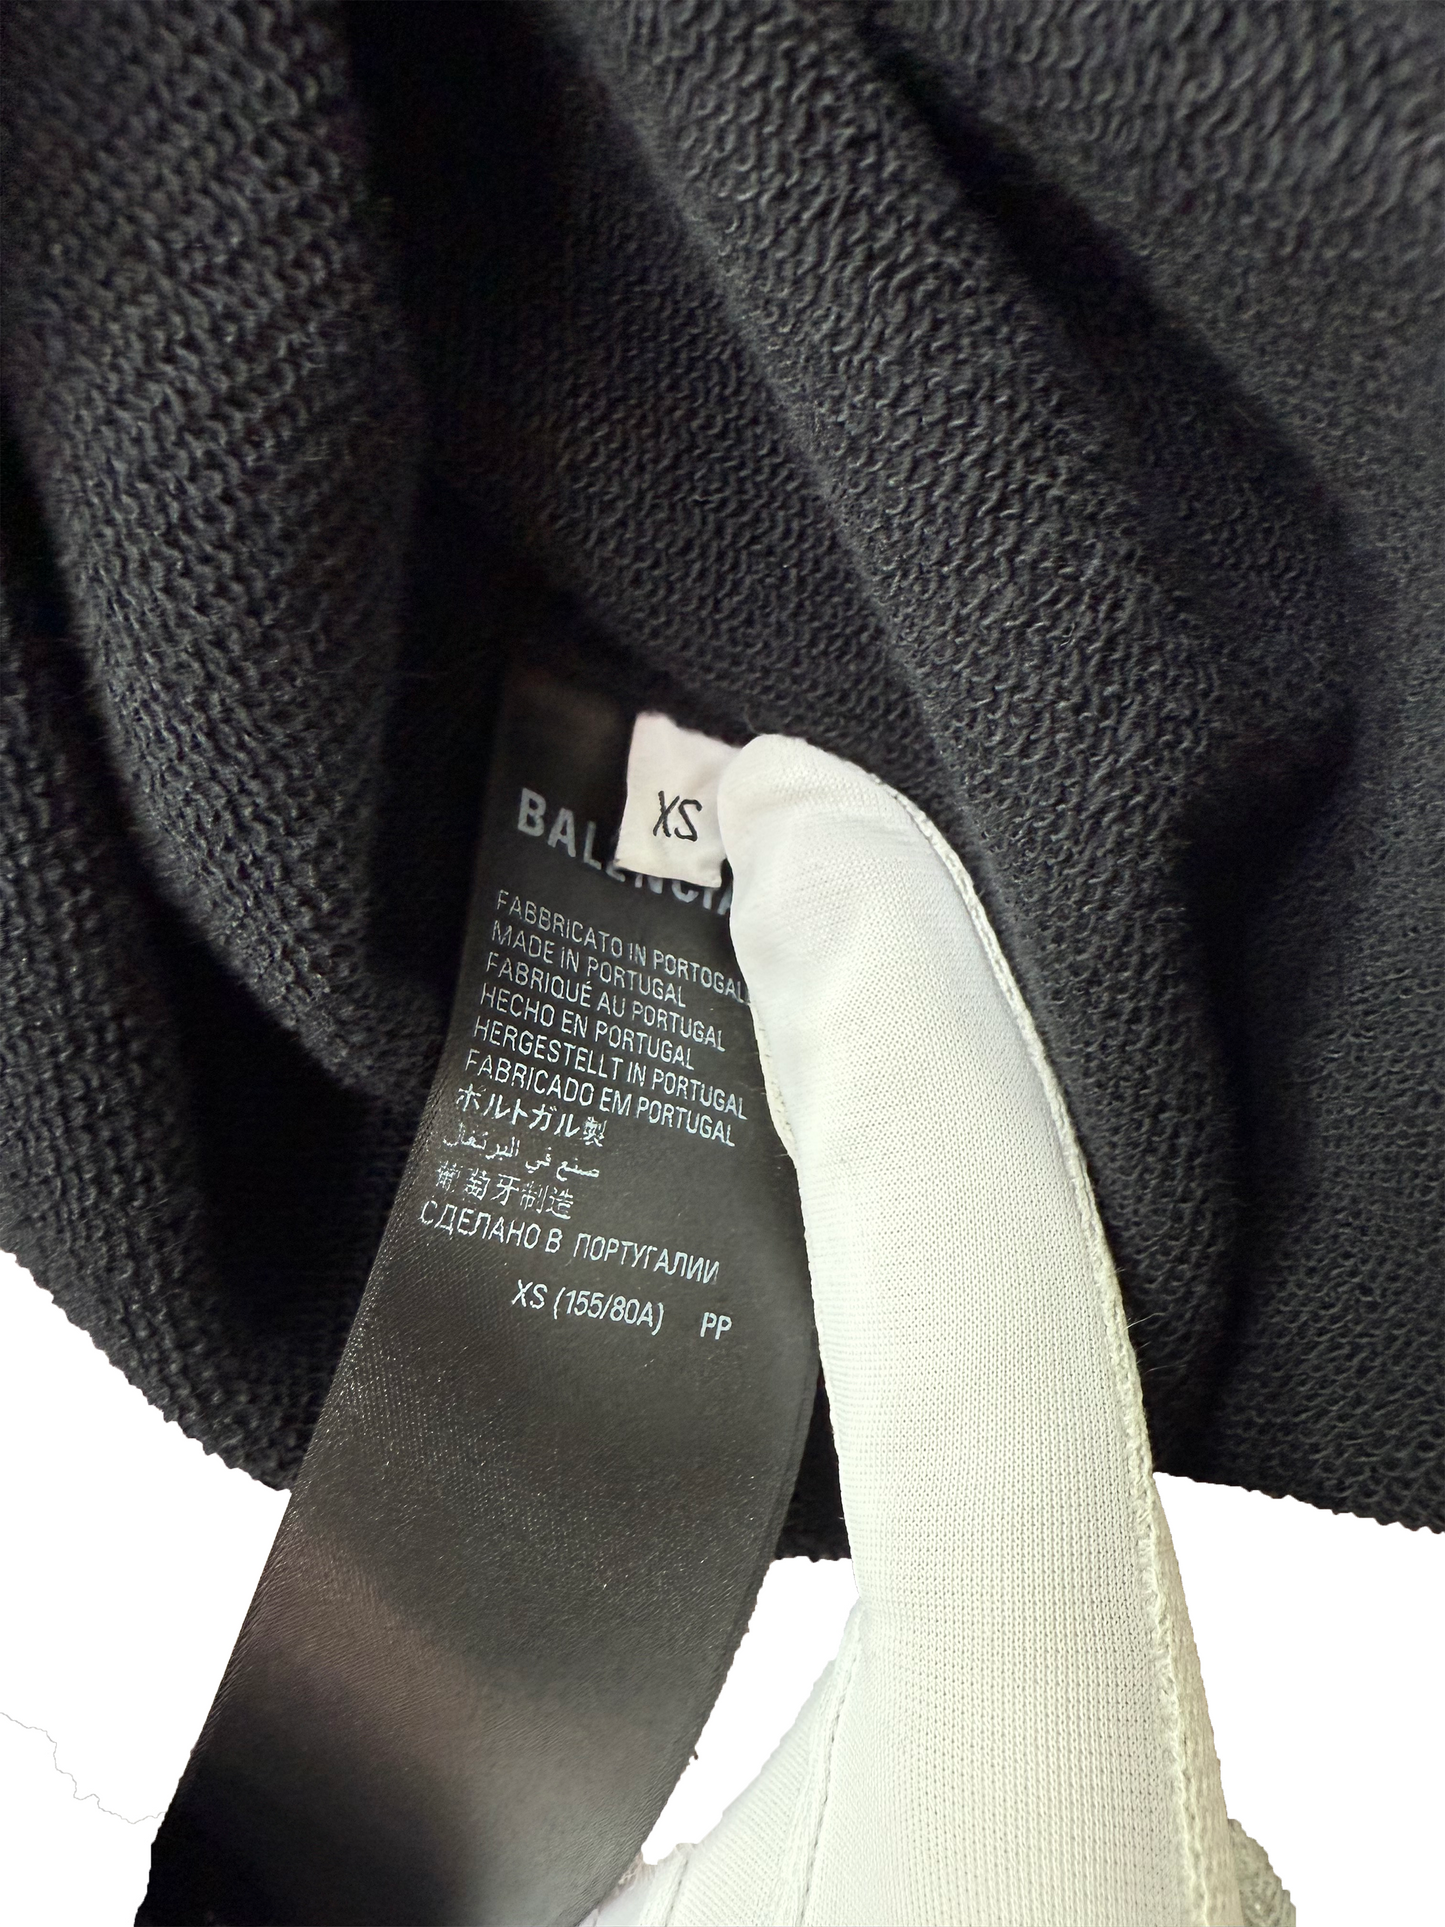 XS
BALENCIA
FABBRICATO IN PORTOGALL
MADE IN PORTUGAL
FABRIQUÉ AU PORTUGAL
HECHO EN PORTUGAL
HERGESTELLT IN PORTUGAL
FABRICADO EM PORTUGAL
ポルトガル製
صنع في البرتغال
葡萄牙制造
СДЕЛАНО В ПОРТУГАЛИИ
XS (155/80A) PP